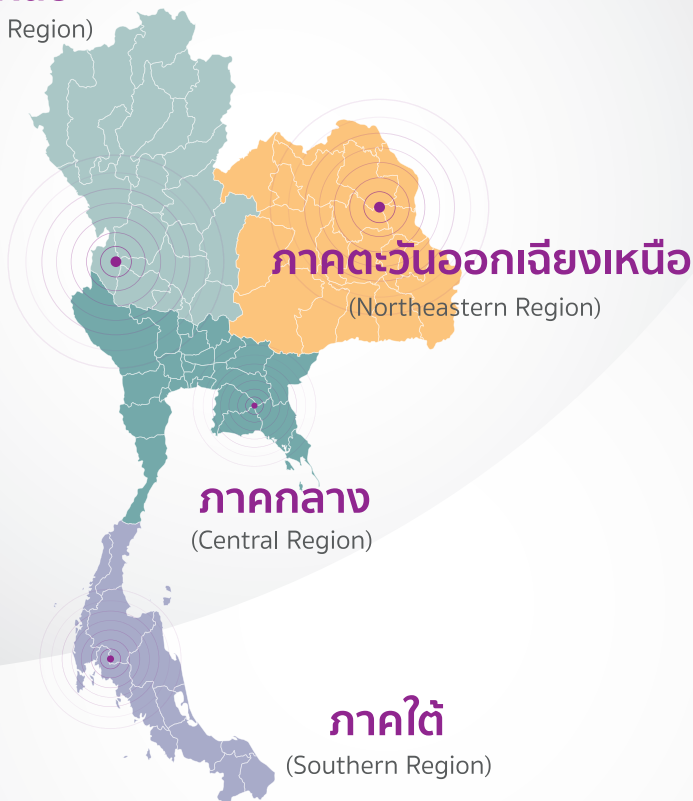 Region)
ภาคตะวันออกเฉียงเหนือ
(Northeastern Region)
ภาคกลาง
(Central Region)
ภาคใต้
(Southern Region)